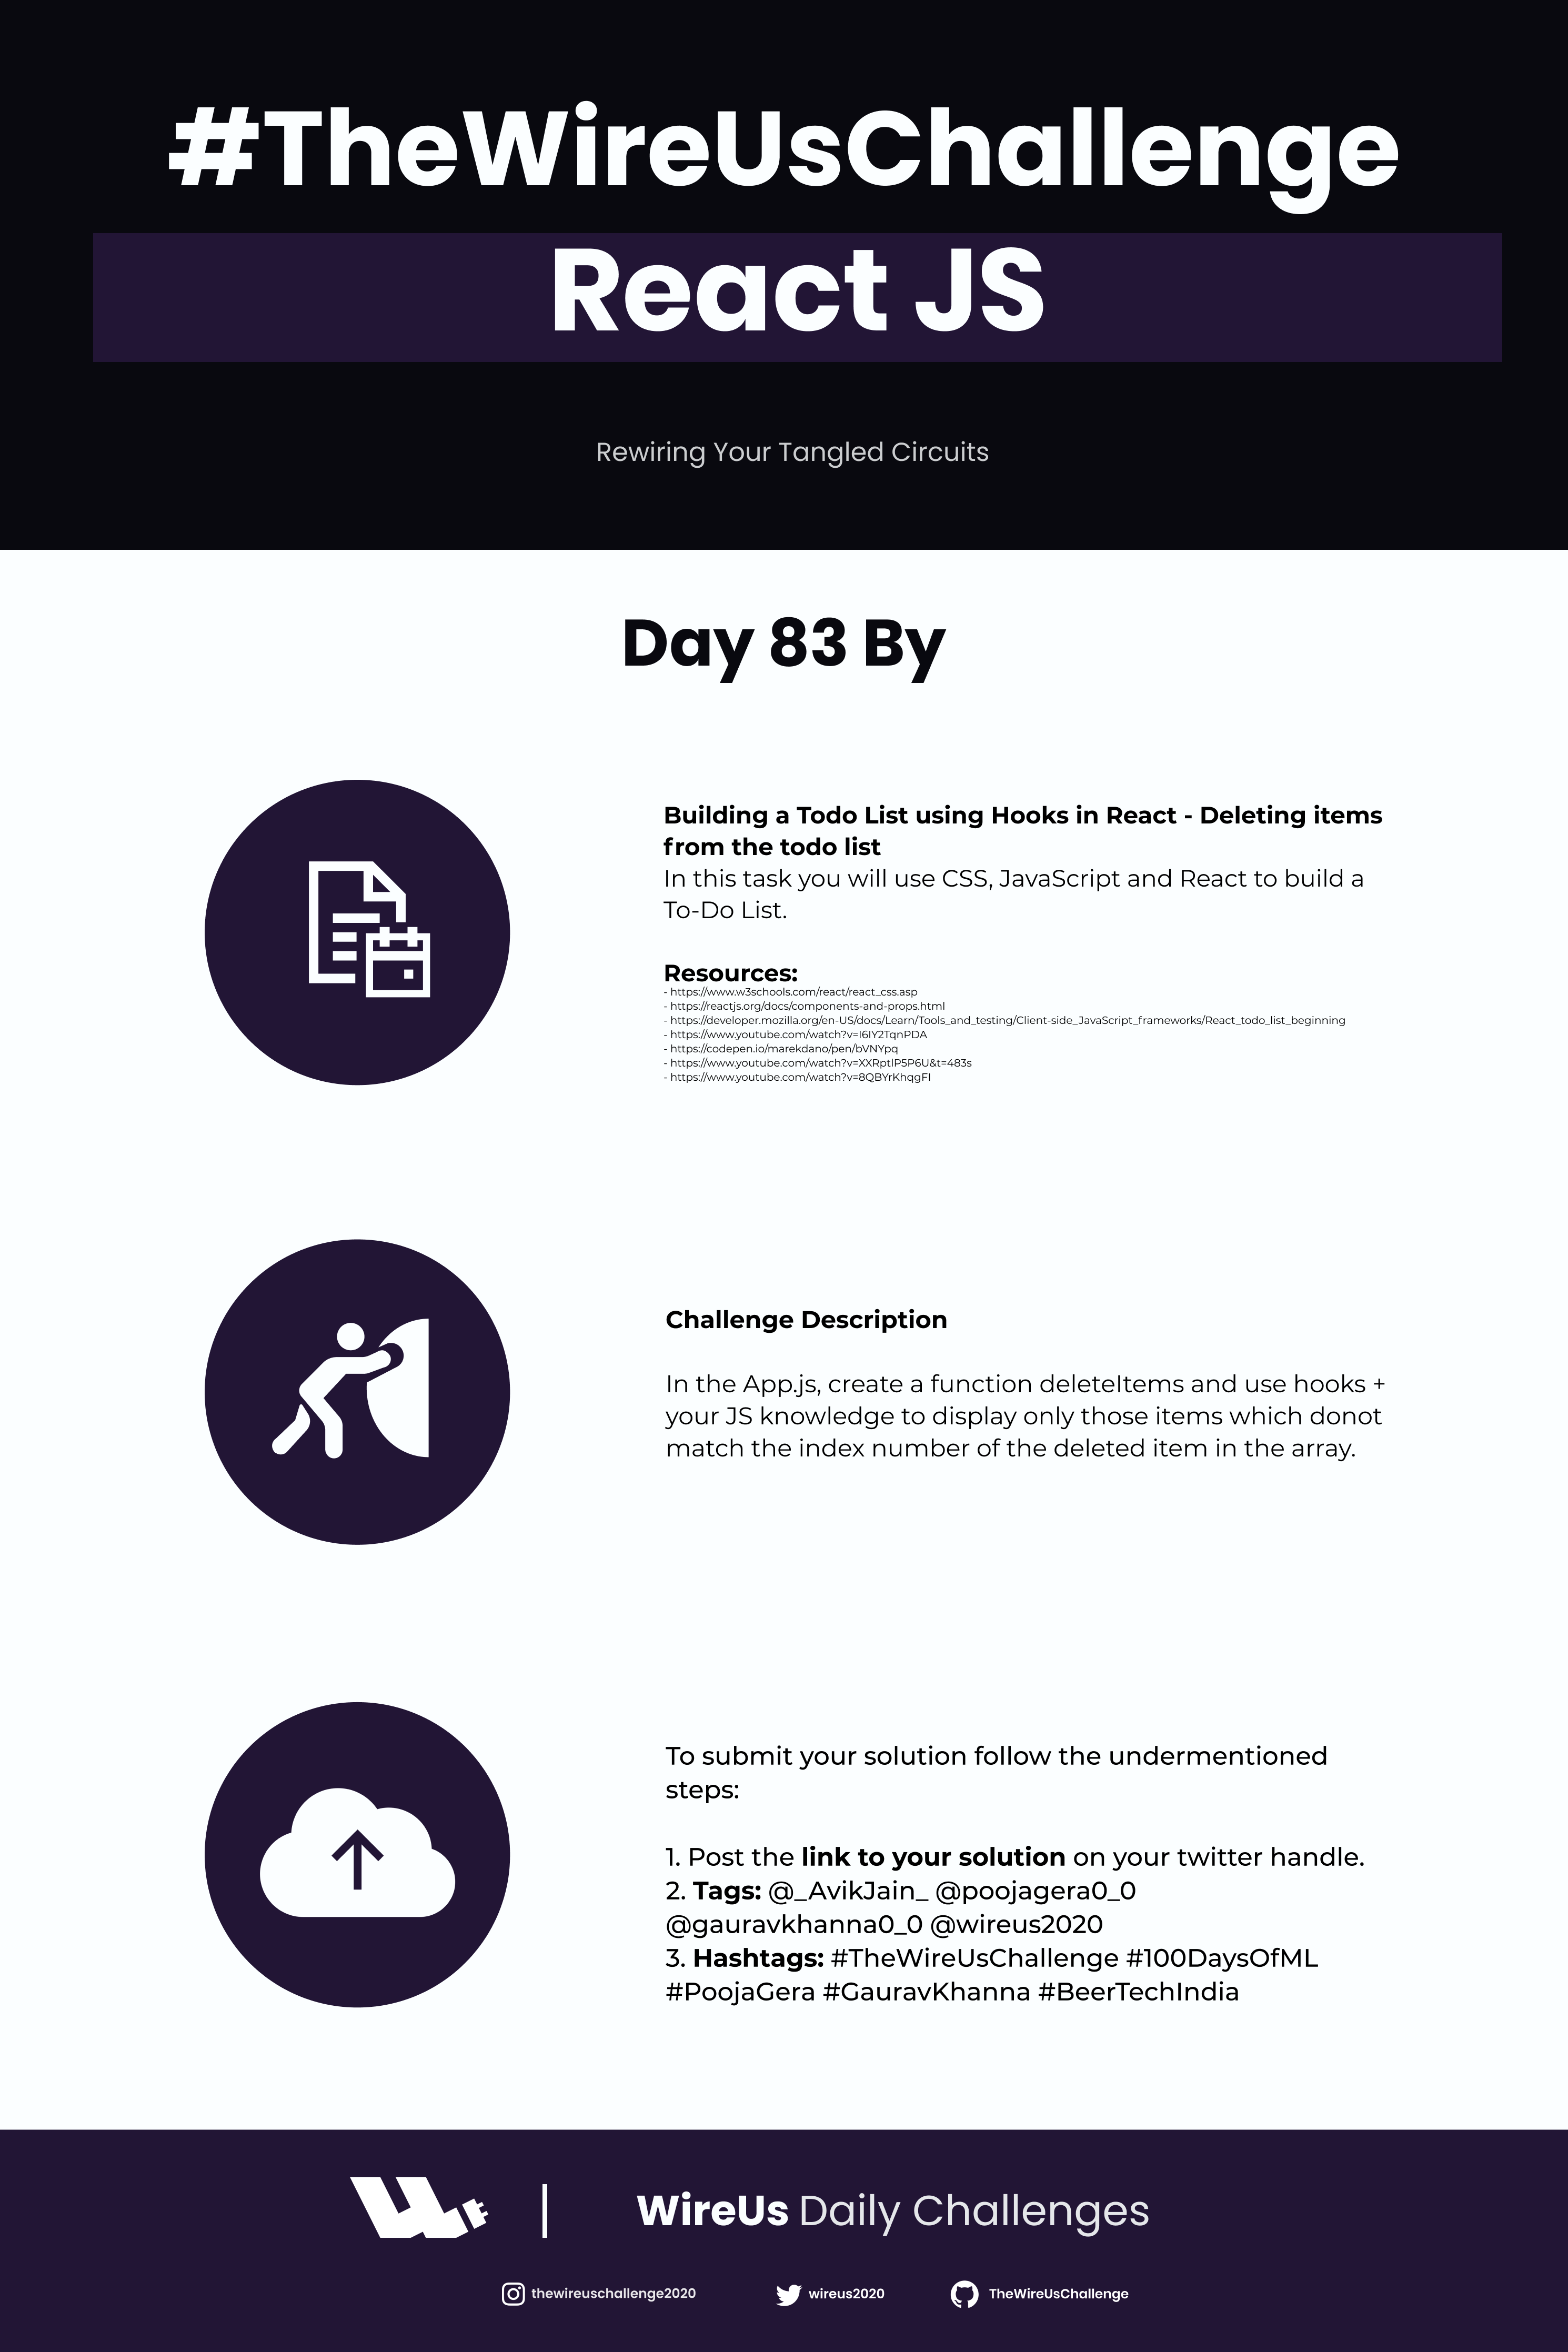 #TheWireUsChallenge
React JS
Rewiring Your Tangled Circuits
Day 83 By
Building a Todo List using Hooks in React - Deleting items
from the todo list
In this task you will use CSS, JavaScript and React to build a
To-Do List.
Resources:
- https://www.w3schools.com/react/react_css.asp
- https://reactjs.org/docs/components-and-props.html
- https://developer.mozilla.org/en-US/docs/Learn/Tools_and_testing/Client-side_JavaScript_frameworks/React_todo_list_beginning
- https://www.youtube.com/watch?v=I6IY2TqnPDA
- https://codepen.io/marekdano/pen/bVNYpq
- https://www.youtube.com/watch?v=XXRptlP5P6U&t=483s
- https://www.youtube.com/watch?v=8QBYrKhqgFI
Challenge Description
In the App.js, create a function deleteItems and use hooks +
your JS knowledge to display only those items which donot
match the index number of the deleted item in the array.
To submit your solution follow the undermentioned
steps:
1. Post the link to your solution on your twitter handle.
2. Tags: @_AvikJain_ @poojagera0_0
@gauravkhanna0_0 @wireus2020
3. Hashtags: #TheWireUsChallenge #100DaysOfML
#PoojaGera #GauravKhanna #BeerTechIndia
WireUs Daily Challenges
thewireuschallenge2020
wireus2020
TheWireUsChallenge